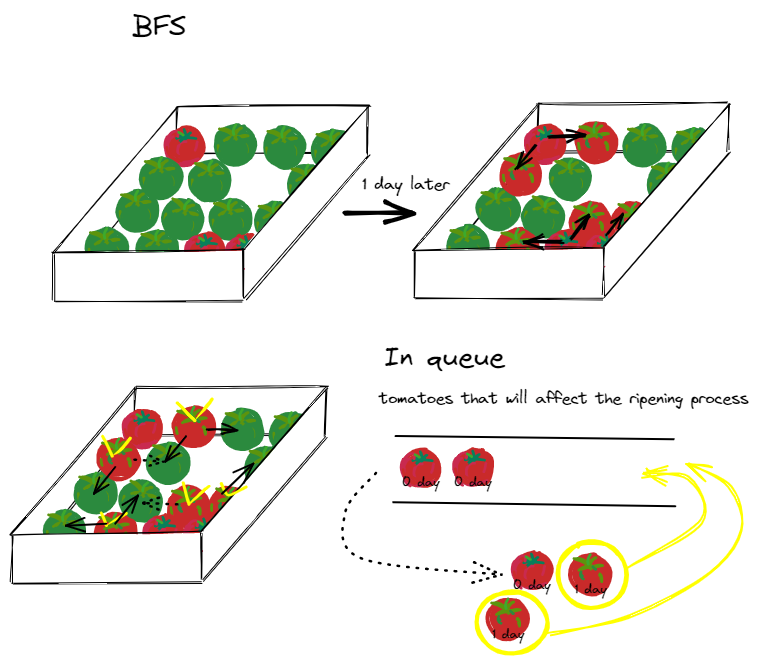 BFS
1 day later
In queue
tomatoes that will affect the ripening process
0 day 0 day
0 day 1 day
1 day